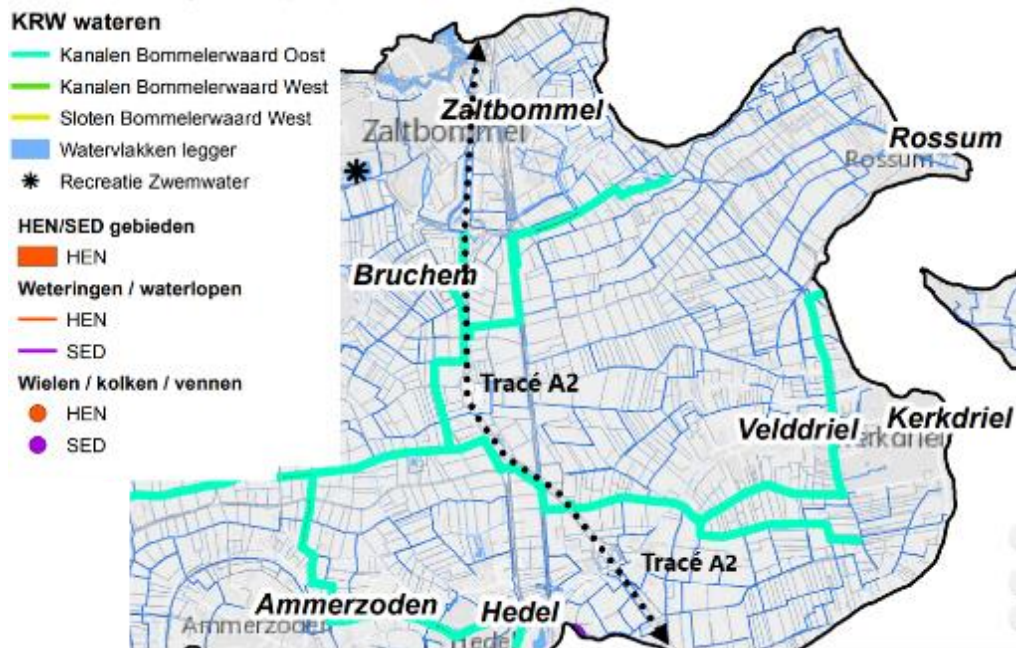 KRW wateren
Kanalen Bommelerwaard Oost
Kanalen Bommelerwaard West
Sloten Bommelerwaard West
Watervlakken legger
Recreatie Zwemwater
HEN/SED gebieden
HEN
Weteringen / waterlopen
HEN
SED
Wielen / kolken / vennen
HEN
SED
Zaltbommel
Zaltbommel
Rossum
Rossum
Bruchem
Tracé A2
Velddriel
Kerkdriel
Kerkdriel
Tracé A2
Ammerzoden
Ammerzoden
Hedel
Hedel